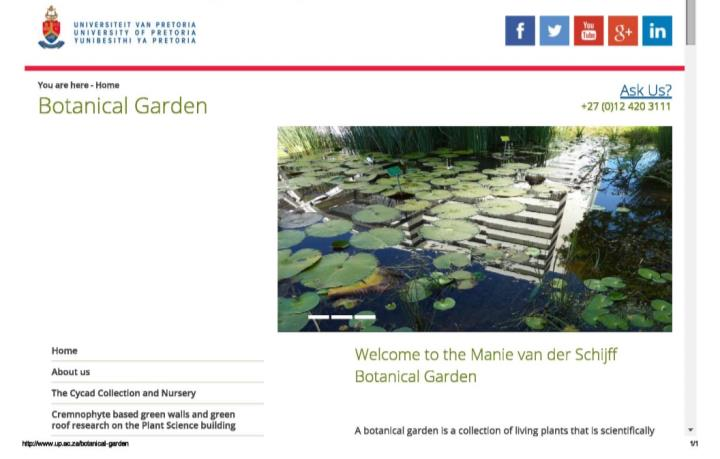 UNIVERSITEIT VAN PRETORIA
UNIVERSITY OF PRETORIA
YUNIBESITHI YA PRETORIA
f
You
Tube
g+
in
You are here - Home
Botanical Garden
Ask Us?
+27 (0)12 420 3111
Home
About us
The Cycad Collection and Nursery
Cremnophyte based green walls and green
roof research on the Plant Science building
Welcome to the Manie van der Schijff
Botanical Garden
A botanical garden is a collection of living plants that is scientifically
http://www.up.ac.za/botanical-garden
1/1